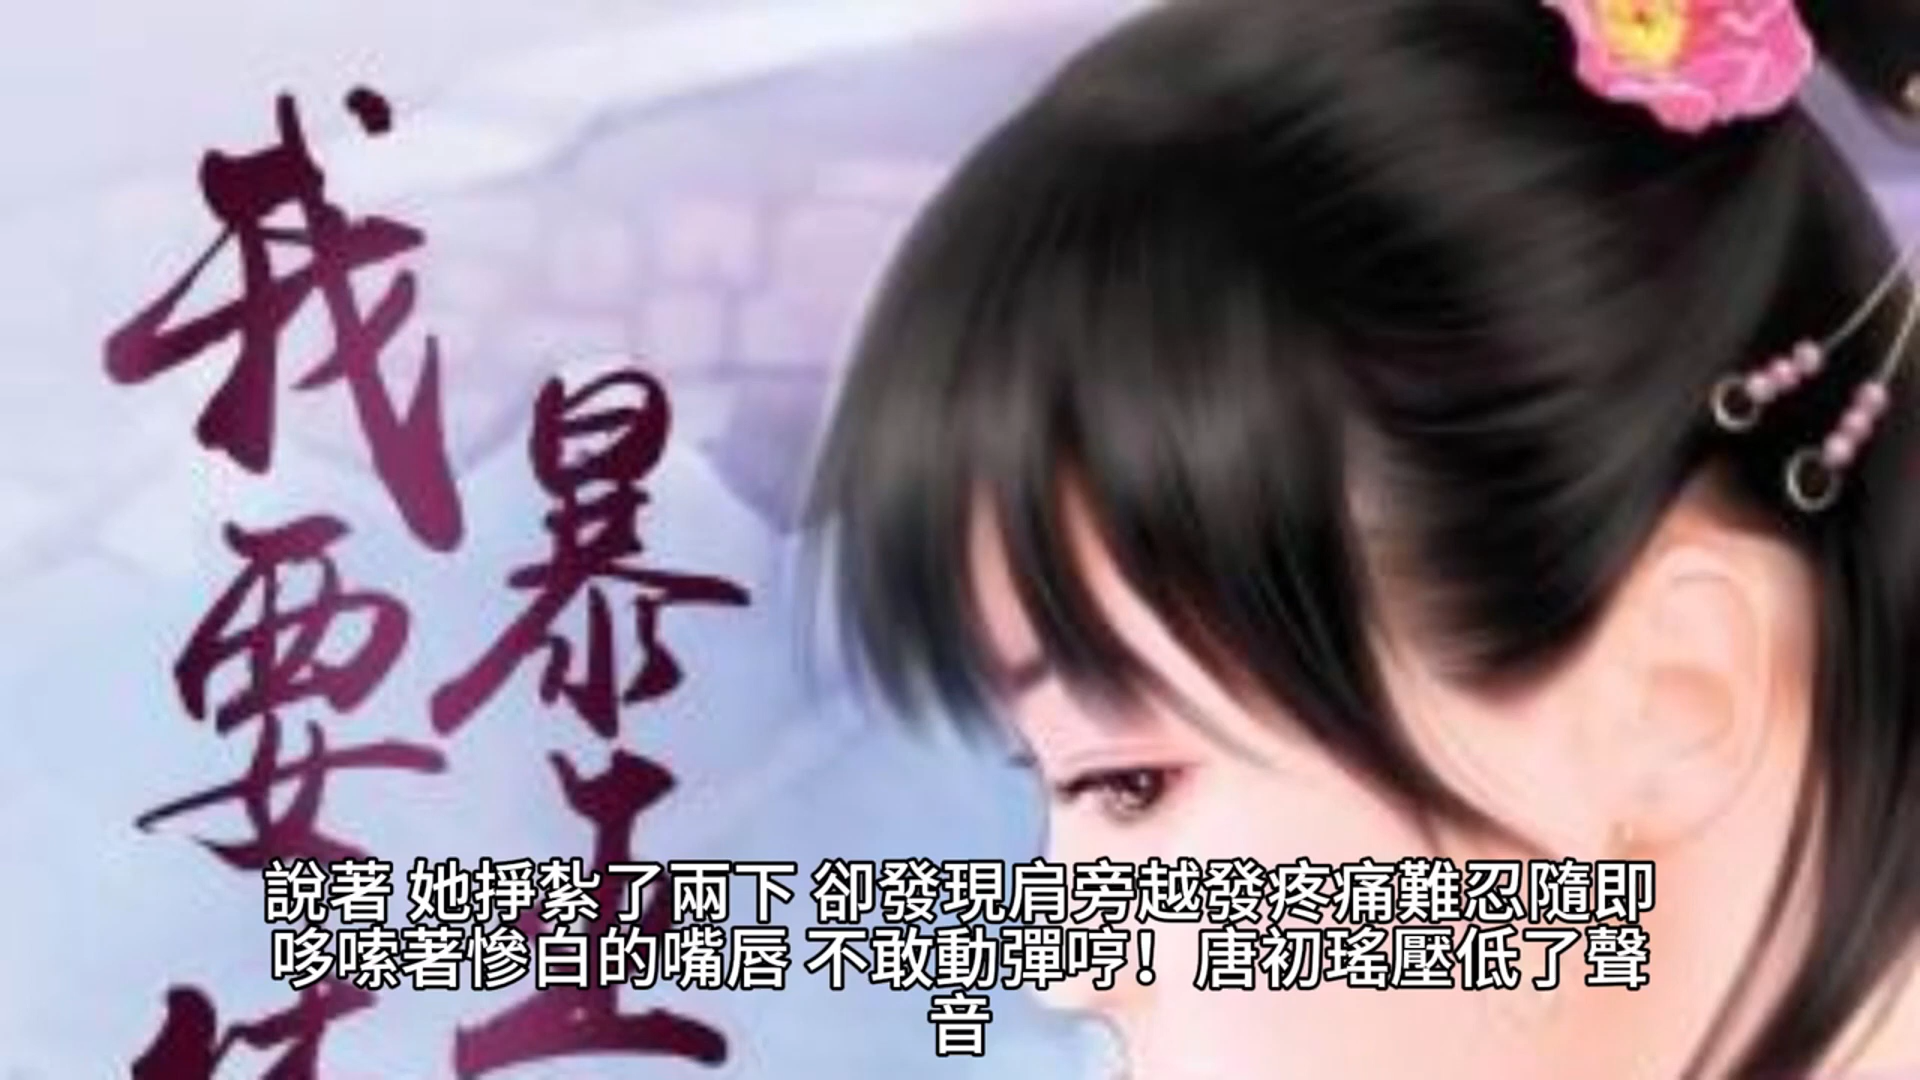 我要
暴王
說著 她掙紮了兩下 卻發現肩旁越發疼痛難忍隨即
哆嗦著慘白的嘴唇 不敢動彈哼！唐初瑤壓低了聲
音